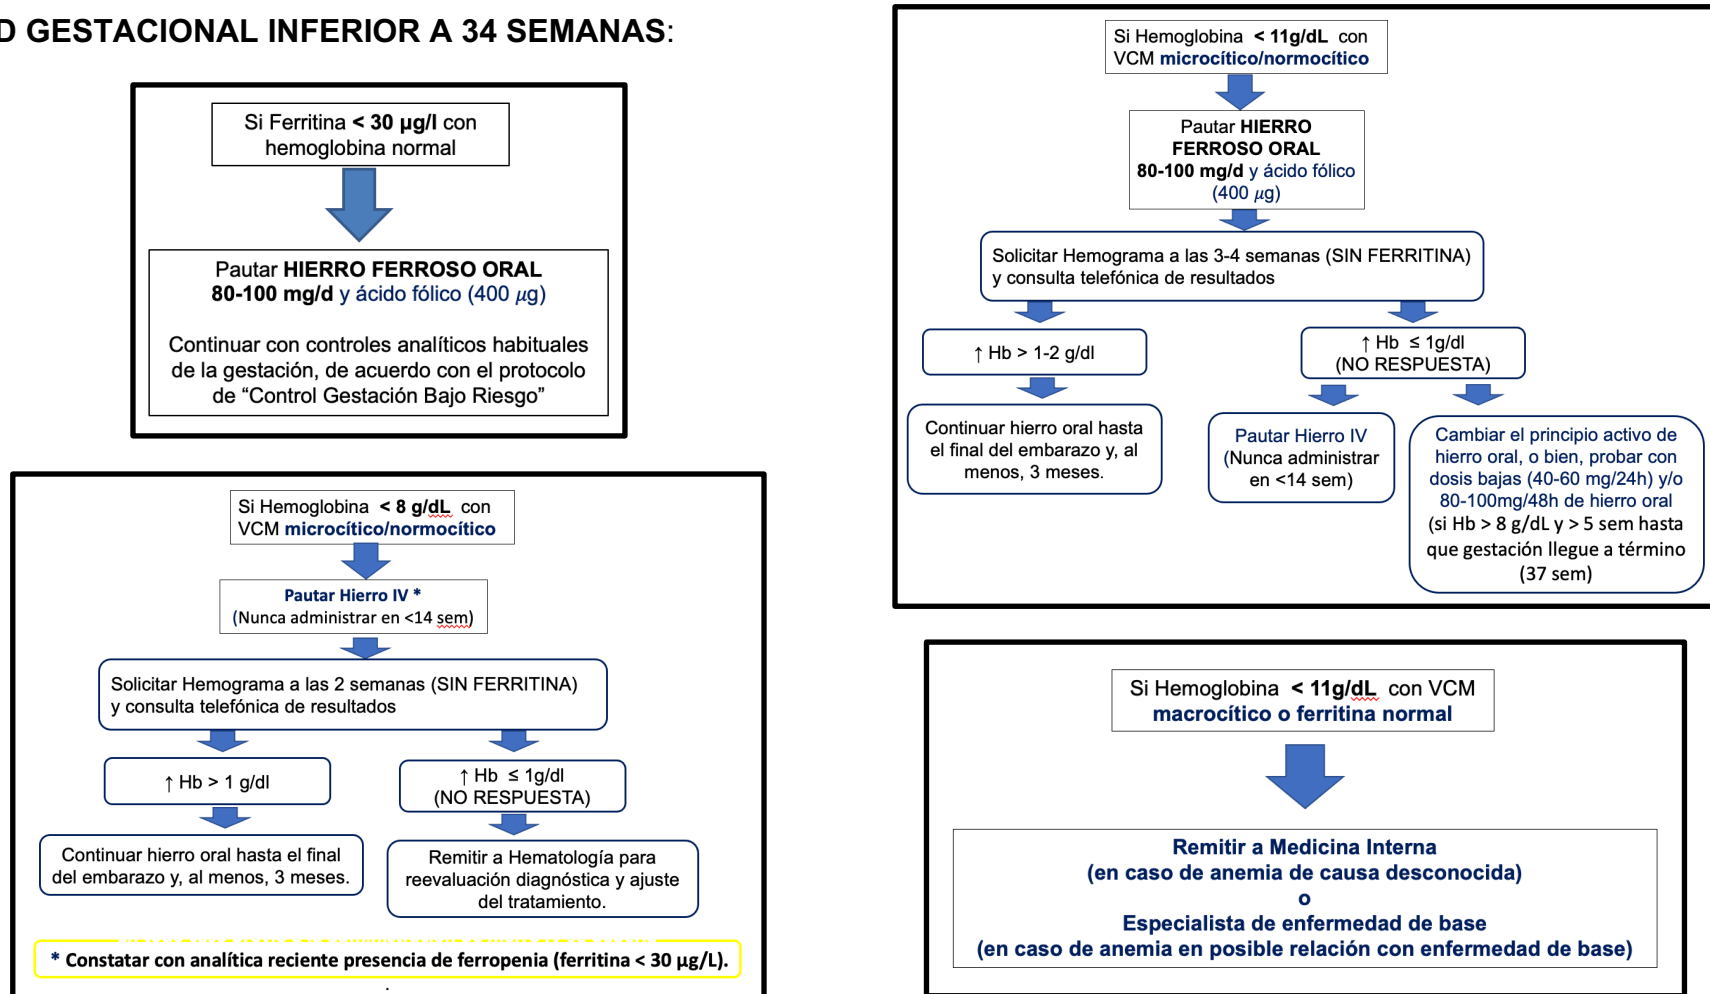 D GESTACIONAL INFERIOR A 34 SEMANAS:
Si Ferritina < 30 µg/l con
hemoglobina normal
Pautar HIERRO FERROSO ORAL
80-100 mg/d y ácido fólico (400 µg)
Continuar con controles analíticos habituales
de la gestación, de acuerdo con el protocolo
de “Control Gestación Bajo Riesgo”
Si Hemoglobina < 8 g/dL con
VCM microcítico/normocítico
Pautar Hierro IV *
(Nunca administrar en <14 sem)
Solicitar Hemograma a las 2 semanas (SIN FERRITINA)
y consulta telefónica de resultados
↑ Hb > 1 g/dl
↑ Hb ≤ 1g/dl
(NO RESPUESTA)
Continuar hierro oral hasta el final
del embarazo y, al menos, 3 meses.
Remitir a Hematología para
reevaluación diagnóstica y ajuste
del tratamiento.
* Constatar con analítica reciente presencia de ferropenia (ferritina < 30 µg/L).
.
Si Hemoglobina < 11g/dL con
VCM microcítico/normocítico
Pautar HIERRO
FERROSO ORAL
80-100 mg/d y ácido fólico
(400 µg)
Solicitar Hemograma a las 3-4 semanas (SIN FERRITINA)
y consulta telefónica de resultados
↑ Hb > 1-2 g/dl
↑ Hb ≤ 1g/dl
(NO RESPUESTA)
Continuar hierro oral hasta
el final del embarazo y, al
menos, 3 meses.
Pautar Hierro IV
(Nunca administrar
en <14 sem)
Cambiar el principio activo de
hierro oral, o bien, probar con
dosis bajas (40-60 mg/24h) y/o
80-100mg/48h de hierro oral
(si Hb > 8 g/dL y > 5 sem hasta
que gestación llegue a término
(37 sem)
Si Hemoglobina < 11g/dL con VCM
macrocítico o ferritina normal
Remitir a Medicina Interna
(en caso de anemia de causa desconocida)
o
Especialista de enfermedad de base
(en caso de anemia en posible relación con enfermedad de base)